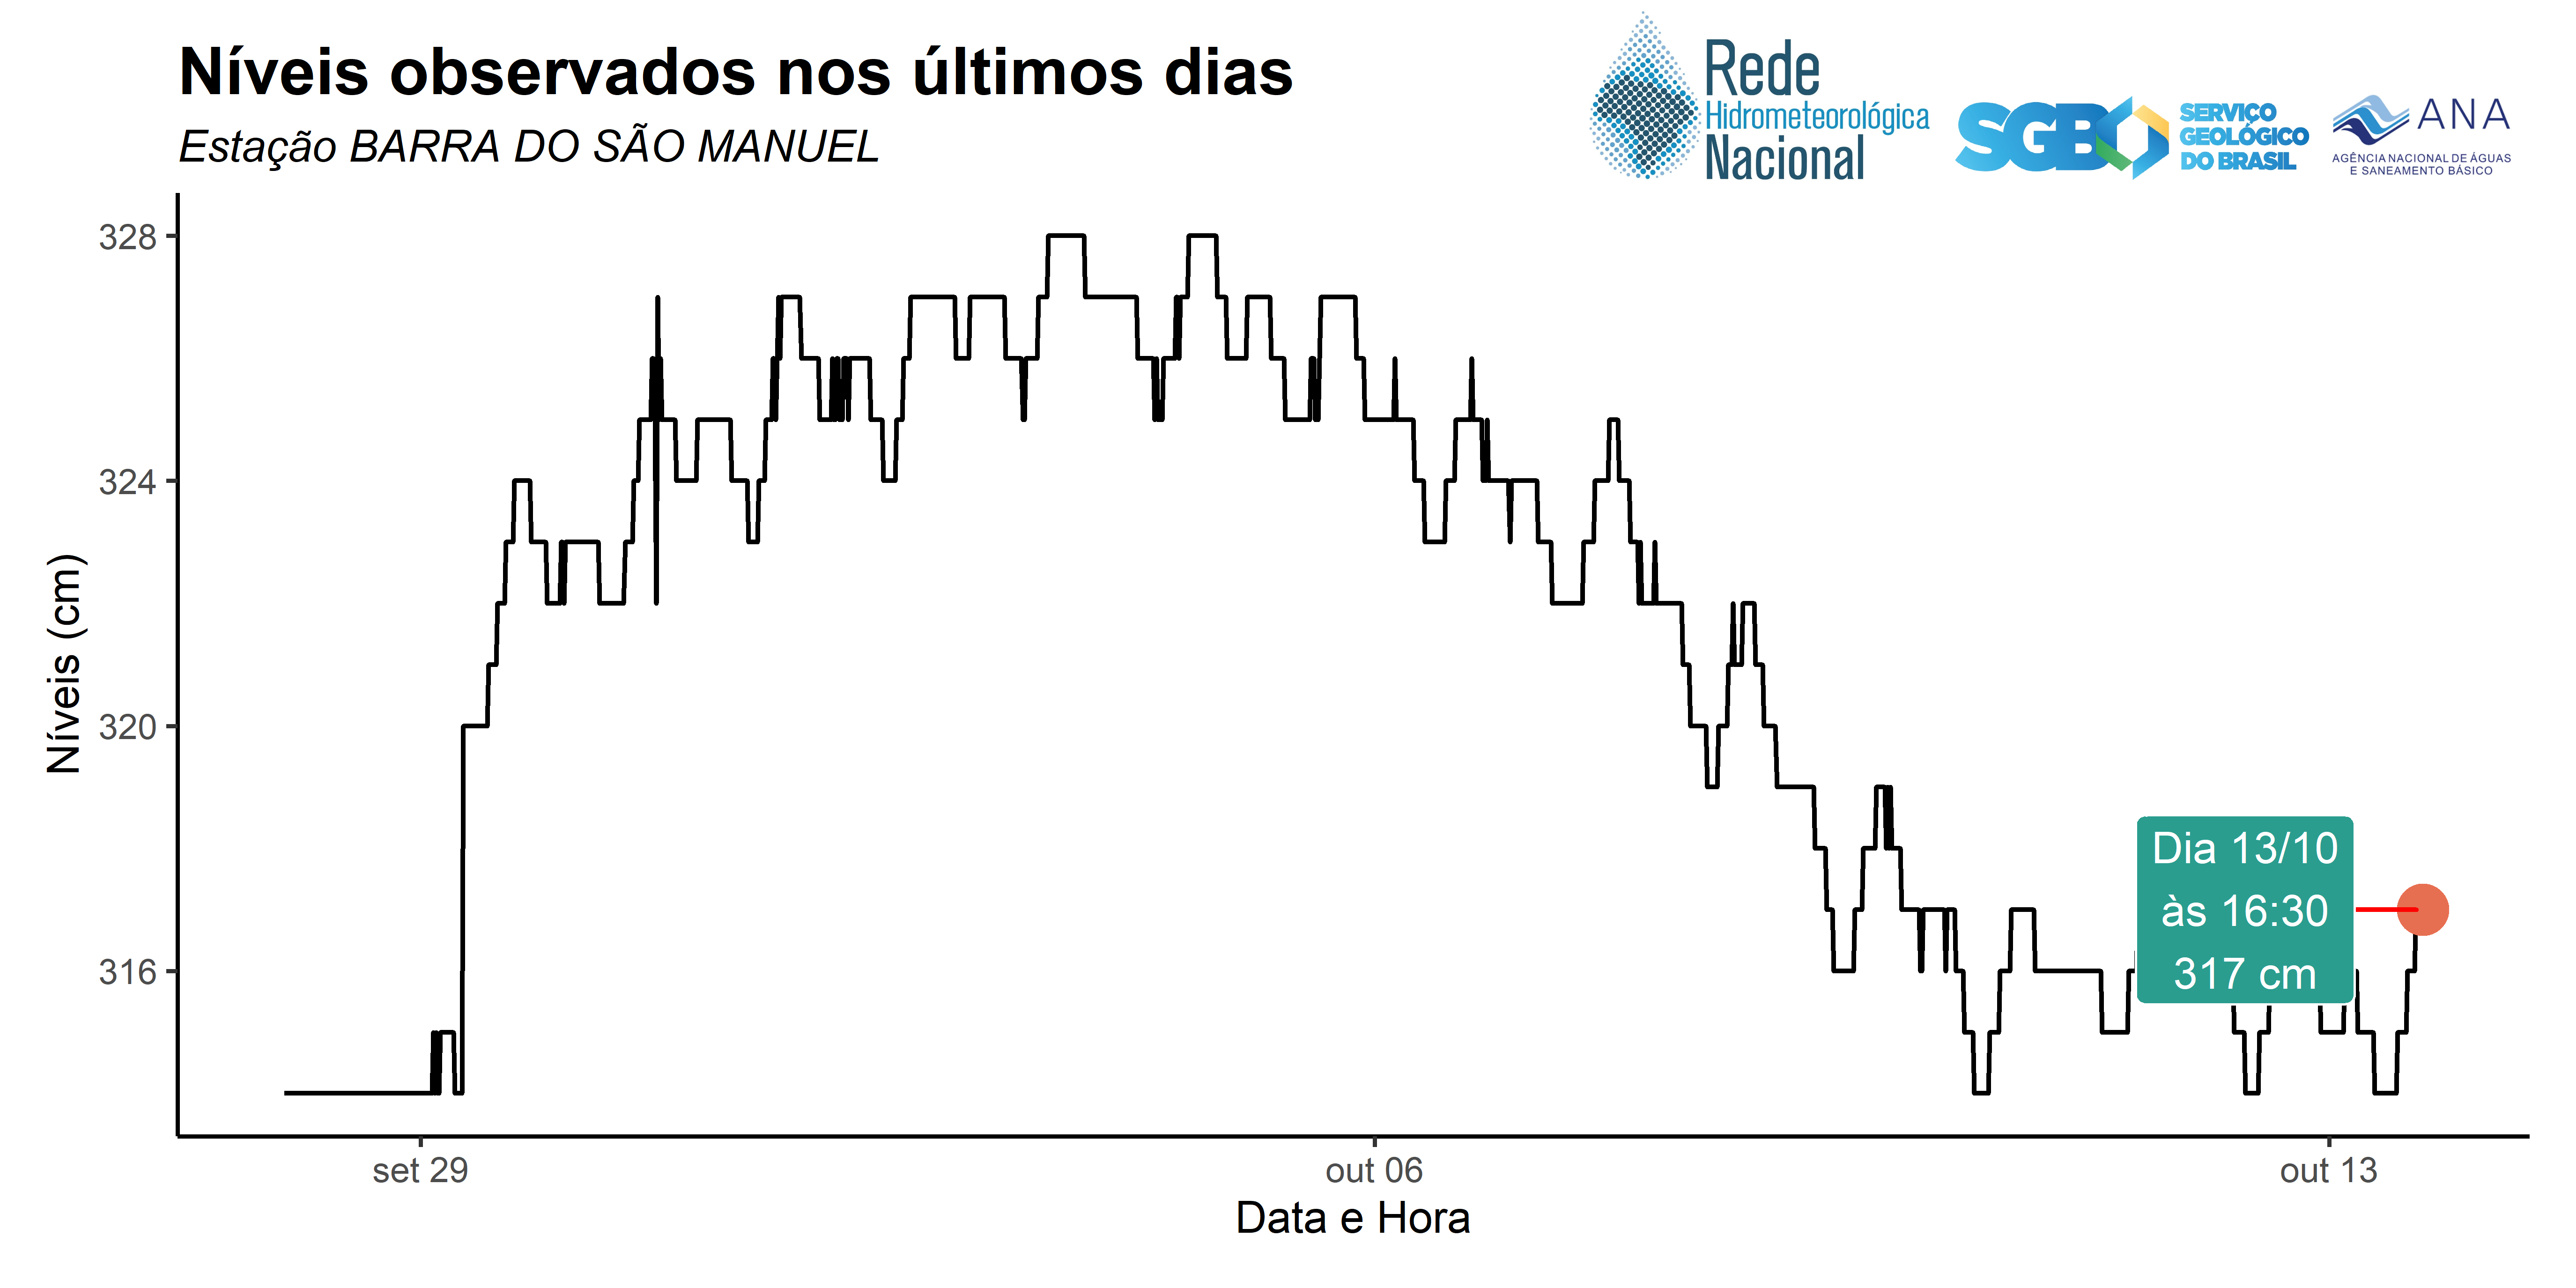 Níveis observados nos últimos dias
Estação BARRA DO SÃO MANUEL
Rede
Hidrometeorológica
Nacional
SGB
SERVIÇO
GEOLÓGICO
DO BRASIL
ANA
AGÊNCIA NACIONAL DE ÁGUAS
E SANEAMENTO BÁSICO
Níveis (cm)
328
324
320
316
Dia 13/10
às 16:30
317 cm
set 29
out 06
out 13
Data e Hora